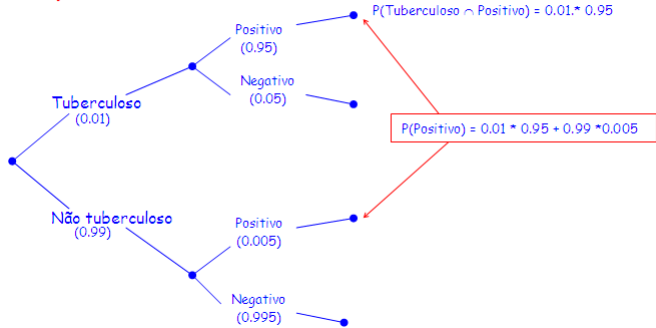 Positivo
(0.95)
P(Tuberculoso ∩ Positivo) = 0.01.* 0.95
Negativo
(0.05)
Tuberculoso
(0.01)
P(Positivo) = 0.01 * 0.95 + 0.99 *0.005
Não tuberculoso
(0.99)
Positivo
(0.005)
Negativo
(0.995)